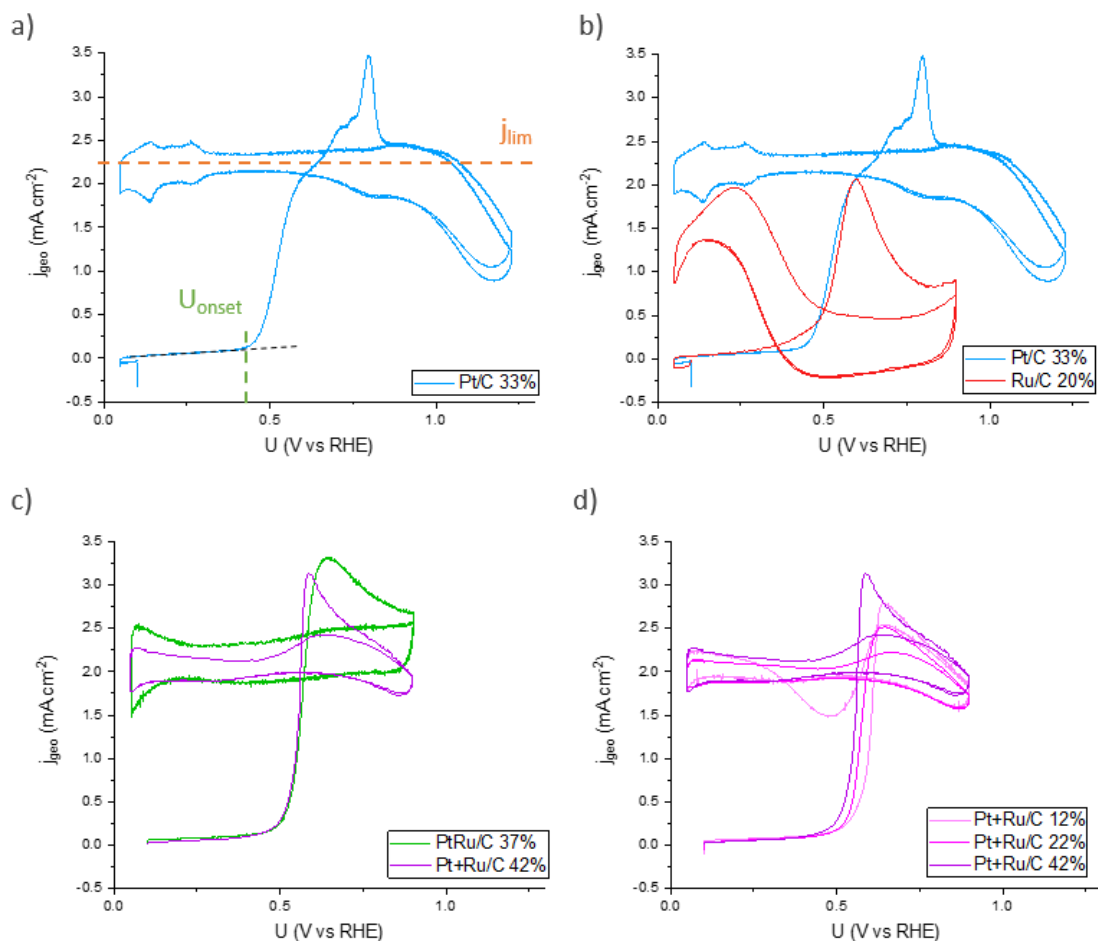 a)
3.5
3.0
2.5
2.0
1.5
1.0
0.5
0.0
-0.5
j_geo (mA.cm⁻²)
j_lim
U_onset
Pt/C 33%
0.0
0.5
1.0
U (V vs RHE)
b)
3.5
3.0
2.5
2.0
1.5
1.0
0.5
0.0
-0.5
j_geo (mA.cm⁻²)
Pt/C 33%
Ru/C 20%
0.0
0.5
1.0
U (V vs RHE)
c)
3.5
3.0
2.5
2.0
1.5
1.0
0.5
0.0
-0.5
j_geo (mA.cm⁻²)
PtRu/C 37%
Pt+Ru/C 42%
0.0
0.5
1.0
U (V vs RHE)
d)
3.5
3.0
2.5
2.0
1.5
1.0
0.5
0.0
-0.5
j_geo (mA.cm⁻²)
Pt+Ru/C 12%
Pt+Ru/C 22%
Pt+Ru/C 42%
0.0
0.5
1.0
U (V vs RHE)